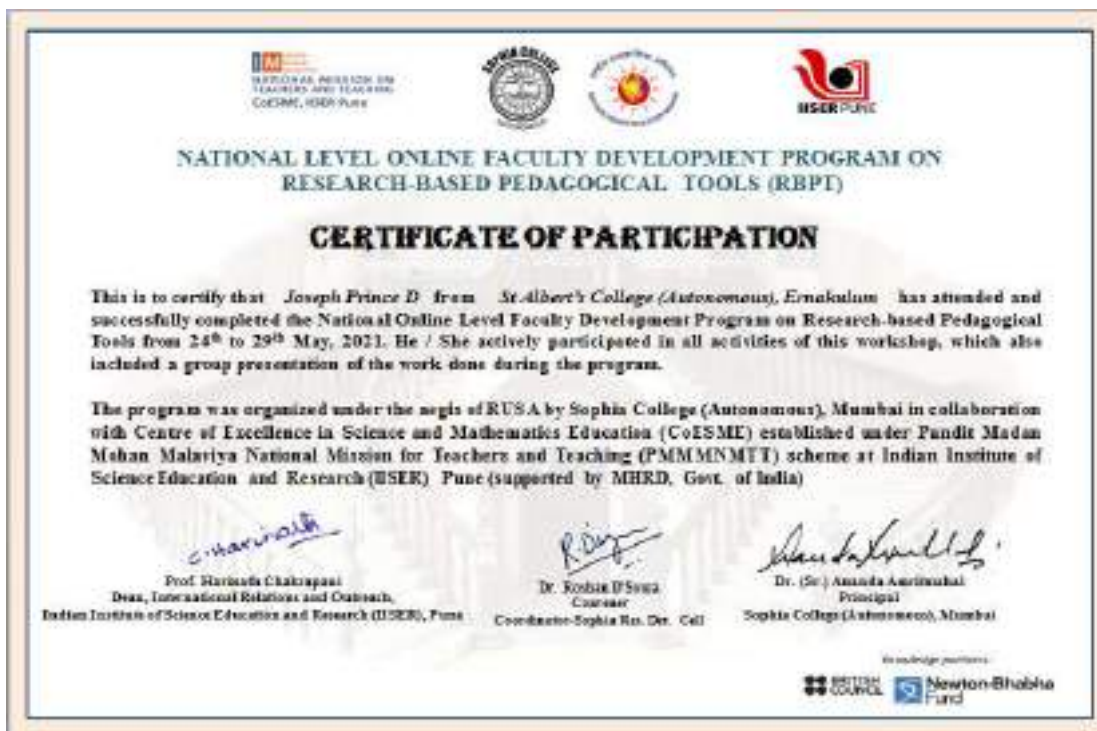 NATIONAL MISSION ON
TEACHERS AND TEACHING
CoESME, IISER Pune
SOPHIA COLLEGE
IISER PUNE
NATIONAL LEVEL ONLINE FACULTY DEVELOPMENT PROGRAM ON
RESEARCH-BASED PEDAGOGICAL TOOLS (RBPT)
CERTIFICATE OF PARTICIPATION
This is to certify that Joseph Prince D from St Albert's College (Autonomous), Ernakulum has attended and
successfully completed the National Online Level Faculty Development Program on Research-based Pedagogical
Tools from 24th to 29th May, 2021. He / She actively participated in all activities of this workshop, which also
included a group presentation of the work done during the program.
The program was organized under the aegis of RUSA by Sophia College (Autonomous), Mumbai in collaboration
with Centre of Excellence in Science and Mathematics Education (CoESME) established under Pandit Madan
Mohan Malaviya National Mission for Teachers and Teaching (PMMMNMTT) scheme at Indian Institute of
Science Education and Research (IISER) Pune (supported by MHRD, Govt. of India)
C. Harinath
Prof. Harinath Chakrapani
Dean, International Relations and Outreach,
Indian Institute of Science Education and Research (IISER), Pune
Dr. Roshan D'Souza
Convener
Coordinator-Sophia Res. Dev. Cell
Dr. (Sr.) Ananda Amritmahal
Principal
Sophia College (Autonomous), Mumbai
Knowledge partners
BRITISH COUNCIL
Newton-Bhabha
Fund